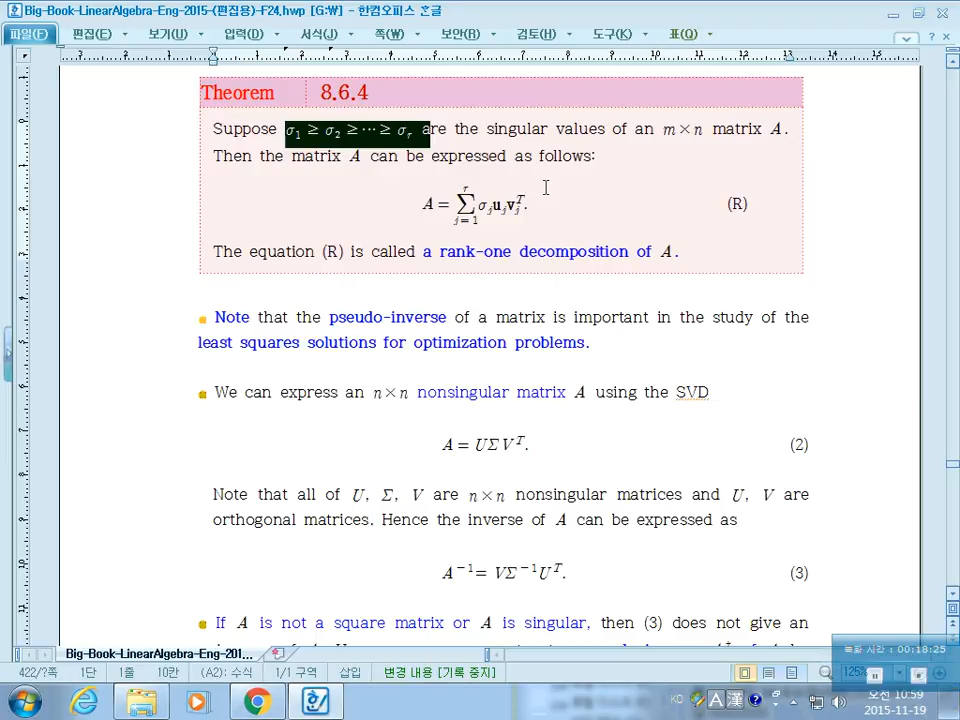 Big-Book-LinearAlgebra-Eng-2015-(편집용)-F24.hwp [G:₩] - 한컴오피스 한글
파일(F) 편집(E) 보기(U) 입력(D) 서식(J) 쪽(W) 보안(R) 검토(H) 도구(K) 표(Q)
Theorem 8.6.4
Suppose σ₁ ≥ σ₂ ≥ ⋯ ≥ σᵣ are the singular values of an m×n matrix A.
Then the matrix A can be expressed as follows:
A = ∑_{j=1}^{r} σ_j u_j v_j^T. (R)
The equation (R) is called a rank-one decomposition of A.
Note that the pseudo-inverse of a matrix is important in the study of the
least squares solutions for optimization problems.
We can express an n×n nonsingular matrix A using the SVD
A = UΣV^T. (2)
Note that all of U, Σ, V are n×n nonsingular matrices and U, V are
orthogonal matrices. Hence the inverse of A can be expressed as
A^{-1} = VΣ^{-1}U^T. (3)
If A is not a square matrix or A is singular, then (3) does not give an
Big-Book-LinearAlgebra-Eng-201...
00:18:25
422/?쪽 1단 1줄 10칸 (A2): 수식 1/1 구역 삽입 변경 내용 [기록 중지] 125%
KO A 漢
오전 10:59
2015-11-19